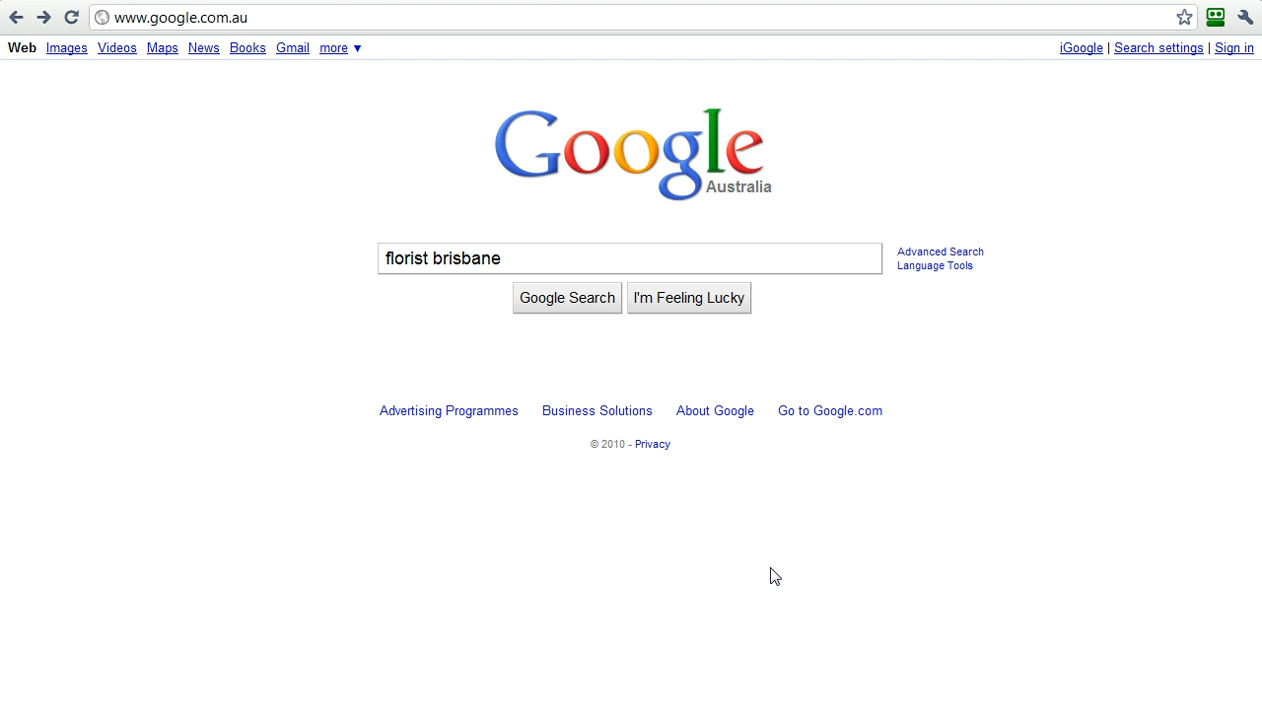 www.google.com.au
Web Images Videos Maps News Books Gmail more ▼ iGoogle | Search settings | Sign in
Google
Australia
florist brisbane
Advanced Search
Language Tools
Google Search I'm Feeling Lucky
Advertising Programmes Business Solutions About Google Go to Google.com
© 2010 - Privacy